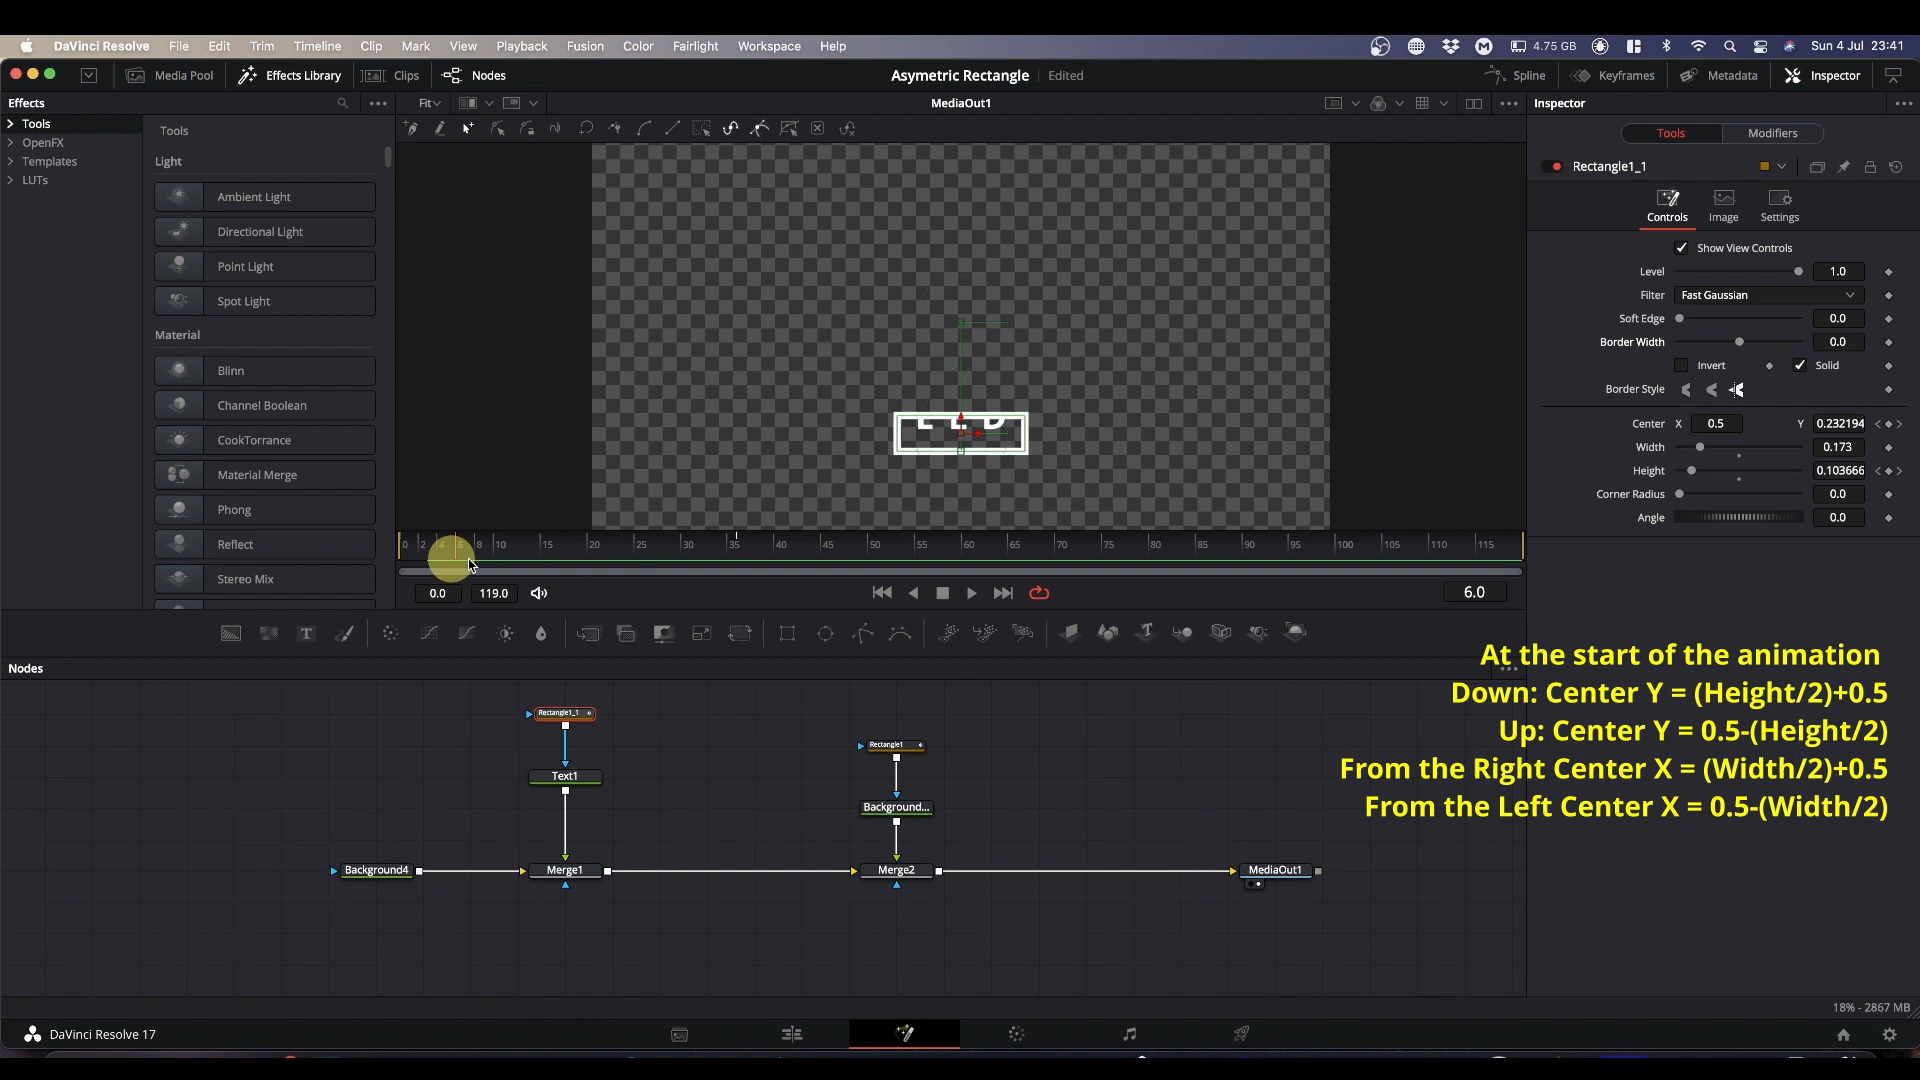 DaVinci Resolve File Edit Trim Timeline Clip Mark View Playback Fusion Color Fairlight Workspace Help 4.75 GB Sun 4 Jul 23:41
Media Pool Effects Library Clips Nodes Asymetric Rectangle Edited Spline Keyframes Metadata Inspector
Effects Fit MediaOut1 Inspector
Tools
OpenFX
Templates
LUTs
Tools
Light
Ambient Light
Directional Light
Point Light
Spot Light
Material
Blinn
Channel Boolean
CookTorrance
Material Merge
Phong
Reflect
Stereo Mix
0 2 4 6 8 10 15 20 25 30 35 40 45 50 55 60 65 70 75 80 85 90 95 100 105 110 115
0.0 119.0 6.0
Tools Modifiers
Rectangle1_1
Controls Image Settings
Show View Controls
Level 1.0
Filter Fast Gaussian
Soft Edge 0.0
Border Width 0.0
Invert Solid
Border Style
Center X 0.5 Y 0.232194
Width 0.173
Height 0.103666
Corner Radius 0.0
Angle 0.0
Nodes
Rectangle1_1
Rectangle1
Text1
Background...
Background4 Merge1 Merge2 MediaOut1
At the start of the animation
Down: Center Y = (Height/2)+0.5
Up: Center Y = 0.5-(Height/2)
From the Right Center X = (Width/2)+0.5
From the Left Center X = 0.5-(Width/2)
18% - 2867 MB
DaVinci Resolve 17